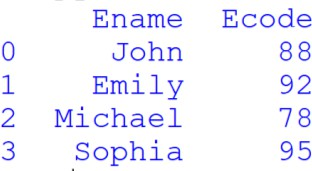 Ename Ecode
0 John 88
1 Emily 92
2 Michael 78
3 Sophia 95